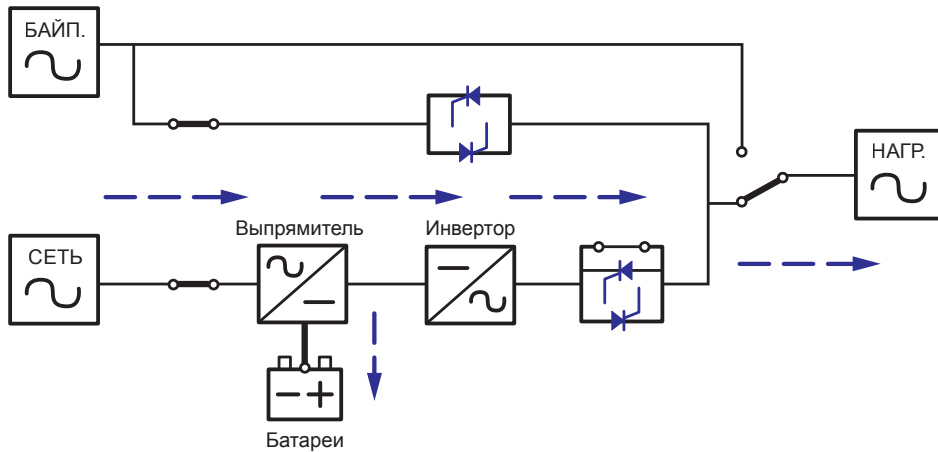 БАЙП.
НАГР.
Выпрямитель
Инвертор
СЕТЬ
Батареи